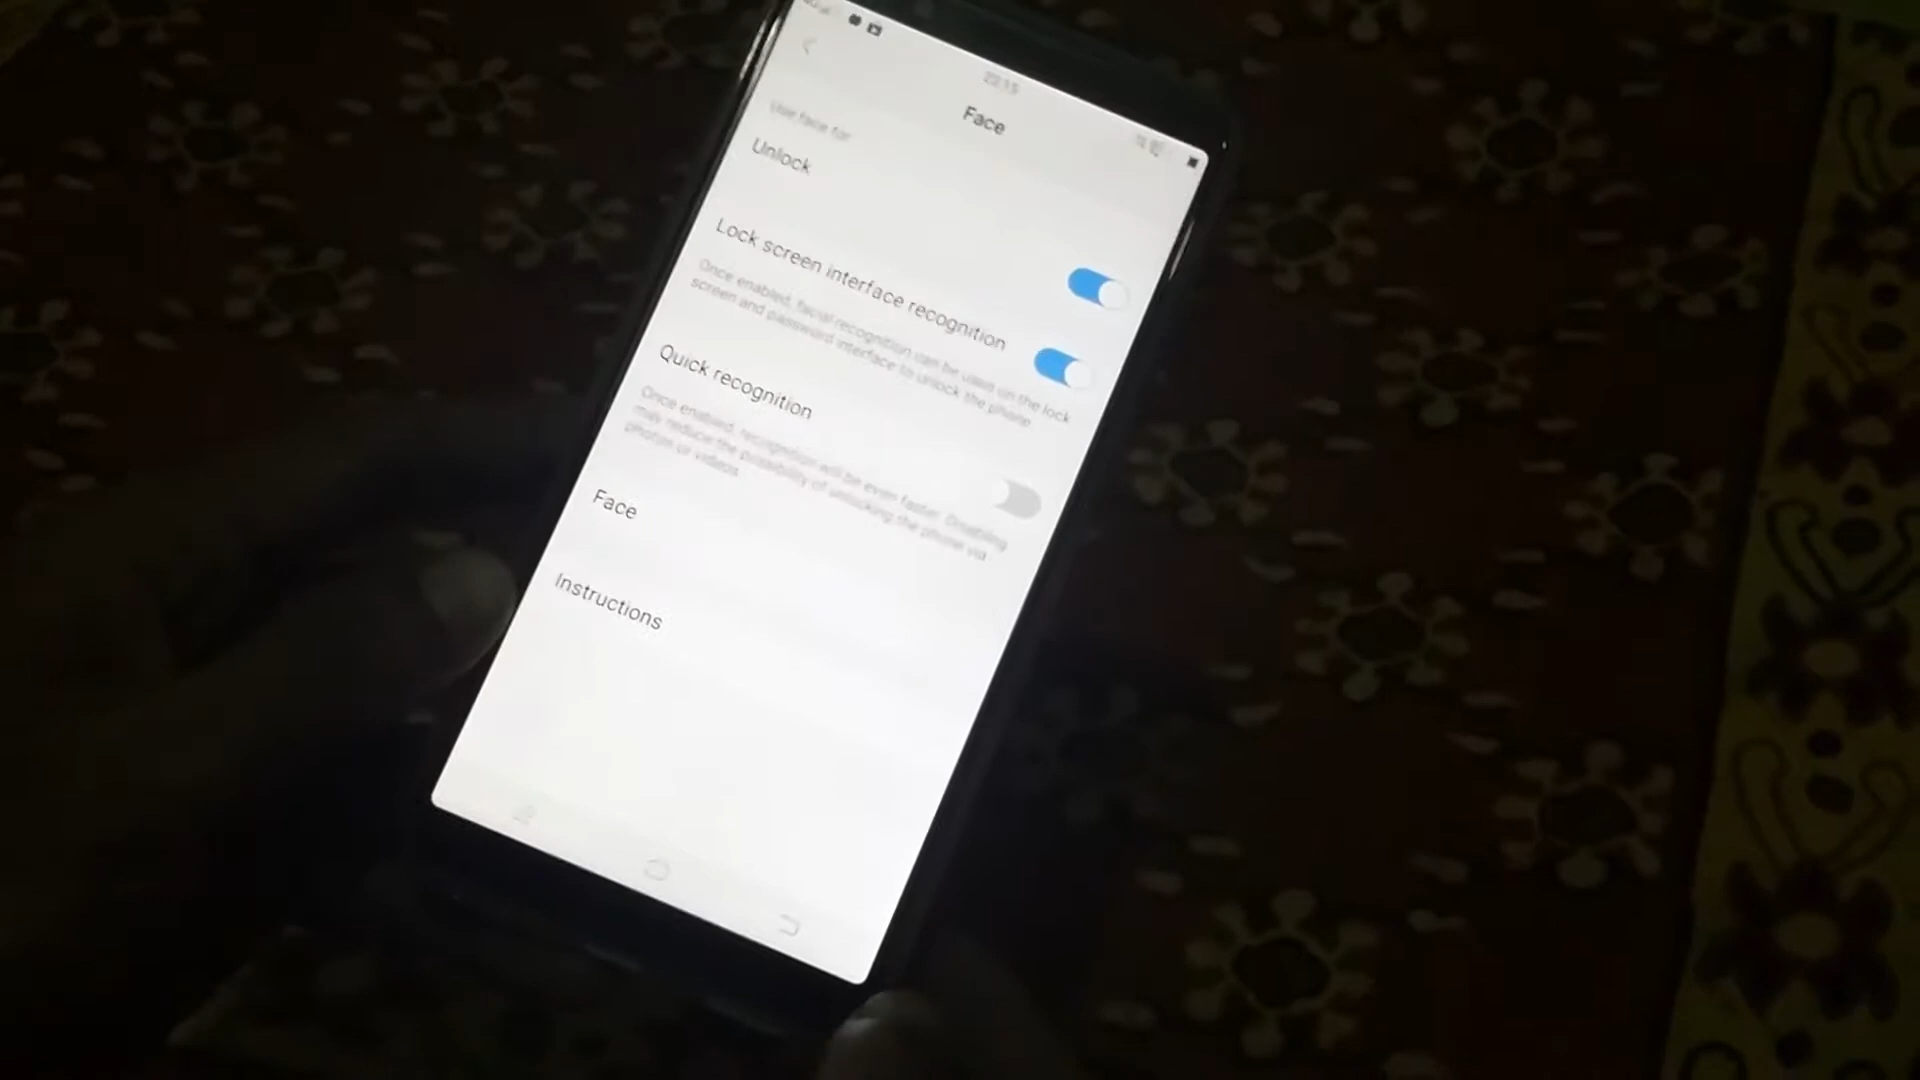 22:15
Face
Use face for
Unlock
Lock screen interface recognition
Once enabled, facial recognition can be used on the lock
screen and password interface to unlock the phone
Quick recognition
Once enabled, recognition will be even faster. Disabling
may reduce the possibility of unlocking the phone via
photos or videos.
Face
Instructions